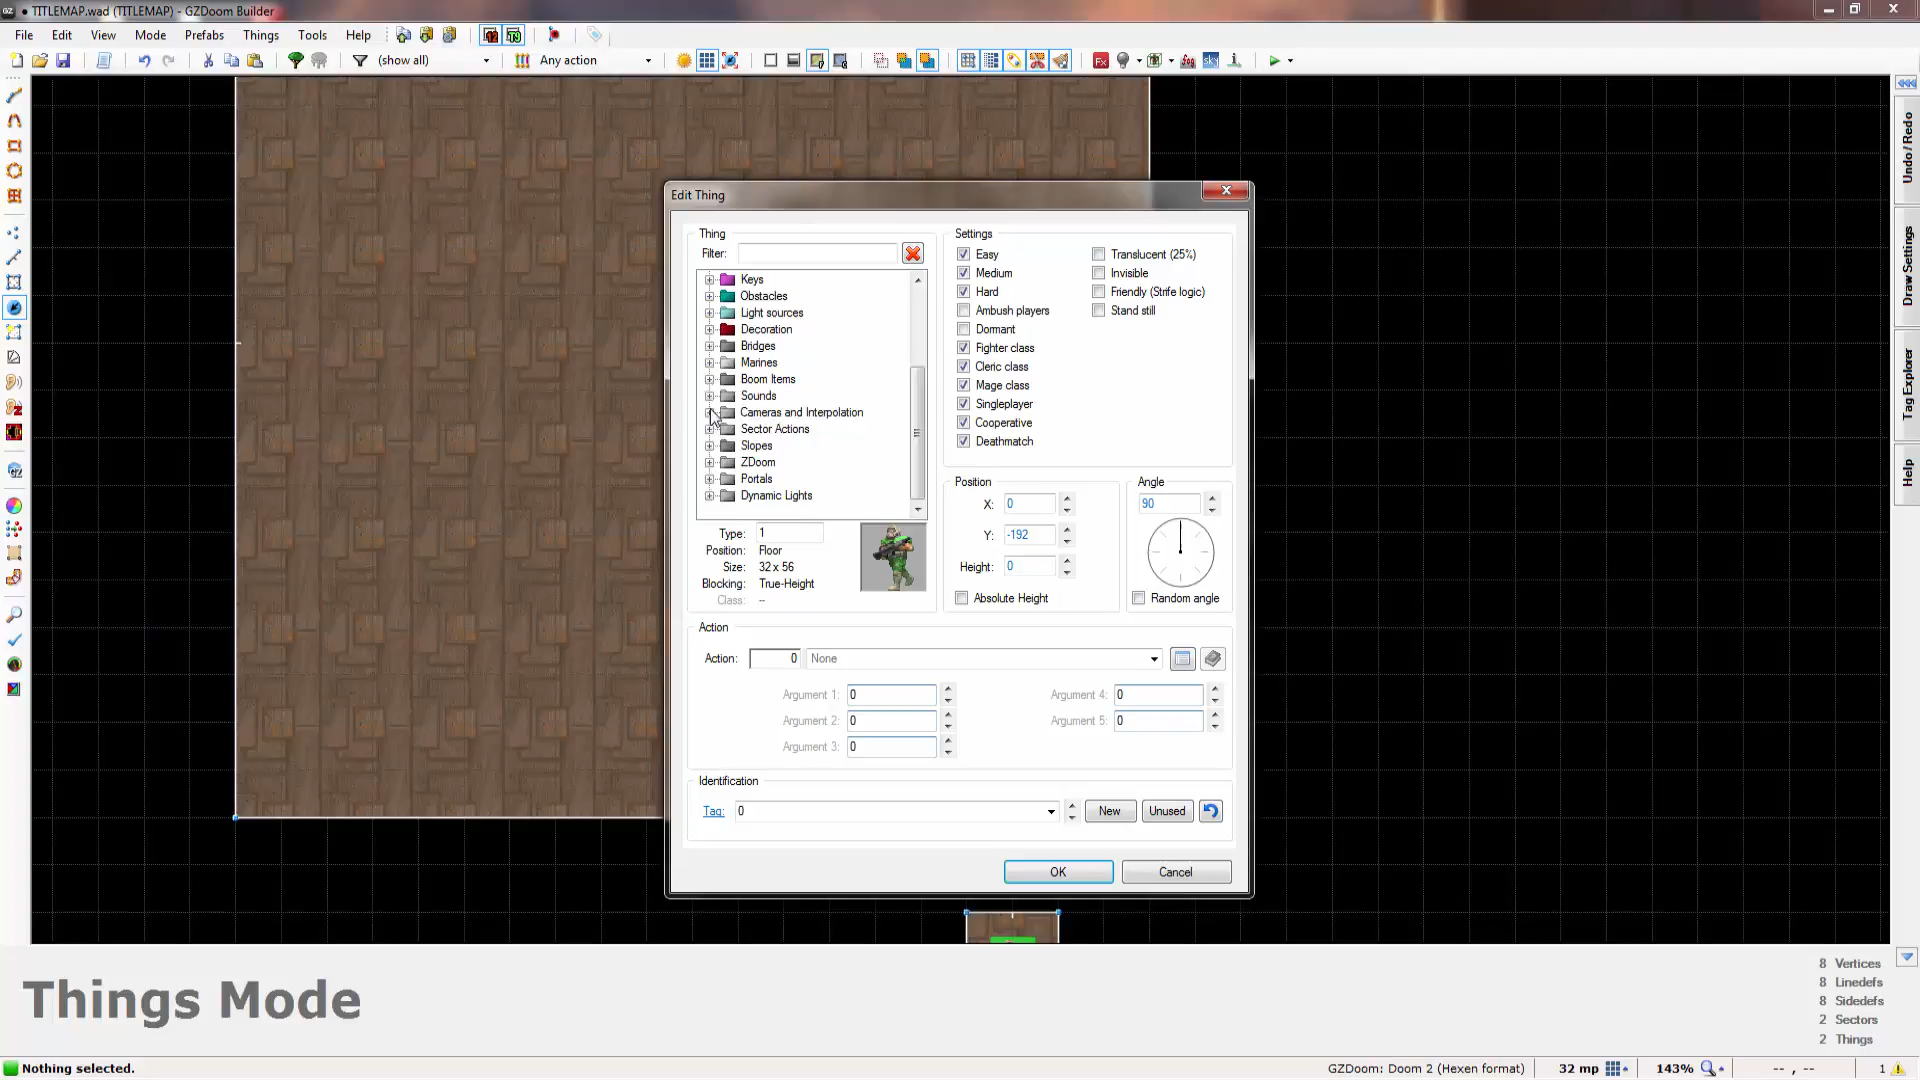 TITLEMAP.wad (TITLEMAP) - GZDoom Builder
File Edit View Mode Prefabs Things Tools Help
(show all) Any action
Undo / Redo
Draw Settings
Tag Explorer
Help
Edit Thing
Thing
Filter:
Keys
Obstacles
Light sources
Decoration
Bridges
Marines
Boom Items
Sounds
Cameras and Interpolation
Sector Actions
Slopes
ZDoom
Portals
Dynamic Lights
Type: 1
Position: Floor
Size: 32 x 56
Blocking: True-Height
Class: --
Settings
Easy
Medium
Hard
Ambush players
Dormant
Fighter class
Cleric class
Mage class
Singleplayer
Cooperative
Deathmatch
Translucent (25%)
Invisible
Friendly (Strife logic)
Stand still
Position
X: 0
Y: -192
Height: 0
Absolute Height
Angle
90
Random angle
Action
Action: 0 None
Argument 1: 0
Argument 2: 0
Argument 3: 0
Argument 4: 0
Argument 5: 0
Identification
Tag: 0 New Unused
OK Cancel
Things Mode
8 Vertices
8 Linedefs
8 Sidedefs
2 Sectors
2 Things
Nothing selected. GZDoom: Doom 2 (Hexen format) 32 mp 143% -- , -- 1